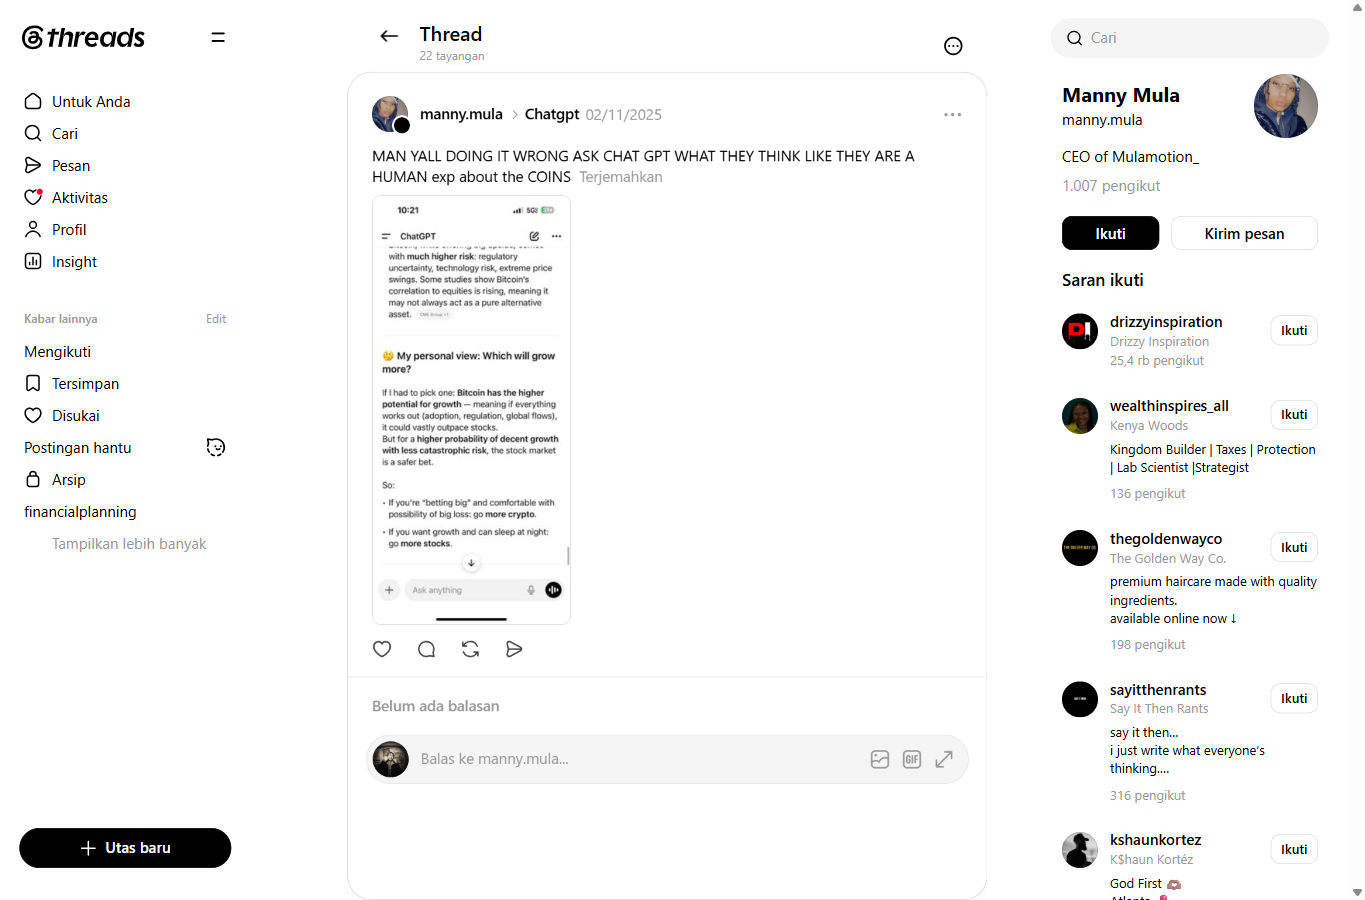 threads
Untuk Anda
Cari
Pesan
Aktivitas
Profil
Insight
Kabar lainnya
Edit
Mengikuti
Tersimpan
Disukai
Postingan hantu
Arsip
financialplanning
Tampilkan lebih banyak
Utas baru
Thread
22 tayangan
manny.mula > Chatgpt 02/11/2025
MAN YALL DOING IT WRONG ASK CHAT GPT WHAT THEY THINK LIKE THEY ARE A
HUMAN exp about the COINS Terjemahkan
10:21
5G
ChatGPT
with much higher risk: regulatory
uncertainty, technology risk, extreme price
swings. Some studies show Bitcoin's
correlation to equities is rising, meaning it
may not always act as a pure alternative
asset.
🤔 My personal view: Which will grow
more?
If I had to pick one: Bitcoin has the higher
potential for growth — meaning if everything
works out (adoption, regulation, global flows),
it could vastly outpace stocks.
But for a higher probability of decent growth
with less catastrophic risk, the stock market
is a safer bet.
So:
• If you're "betting big" and comfortable with
possibility of big loss: go more crypto.
• If you want growth and can sleep at night:
go more stocks.
Ask anything
Belum ada balasan
Balas ke manny.mula...
GIF
Cari
Manny Mula
manny.mula
CEO of Mulamotion_
1.007 pengikut
Ikuti
Kirim pesan
Saran ikuti
DI
drizzyinspiration
Drizzy Inspiration
25,4 rb pengikut
Ikuti
wealthinspires_all
Kenya Woods
Ikuti
Kingdom Builder | Taxes | Protection
| Lab Scientist |Strategist
136 pengikut
thegoldenwayco
The Golden Way Co.
Ikuti
premium haircare made with quality
ingredients.
available online now ↓
198 pengikut
sayitthenrants
Say It Then Rants
Ikuti
say it then...
i just write what everyone's
thinking....
316 pengikut
kshaunkortez
K$haun Kortéz
Ikuti
God First 🫶🏽